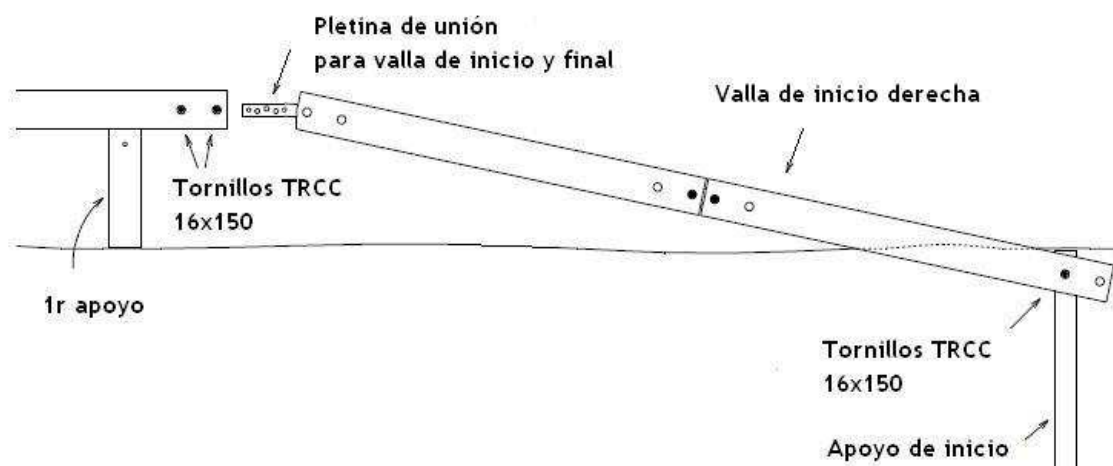 Pletina de unión
para valla de inicio y final
Valla de inicio derecha
Tornillos TRCC
16x150
1r apoyo
Tornillos TRCC
16x150
Apoyo de inicio